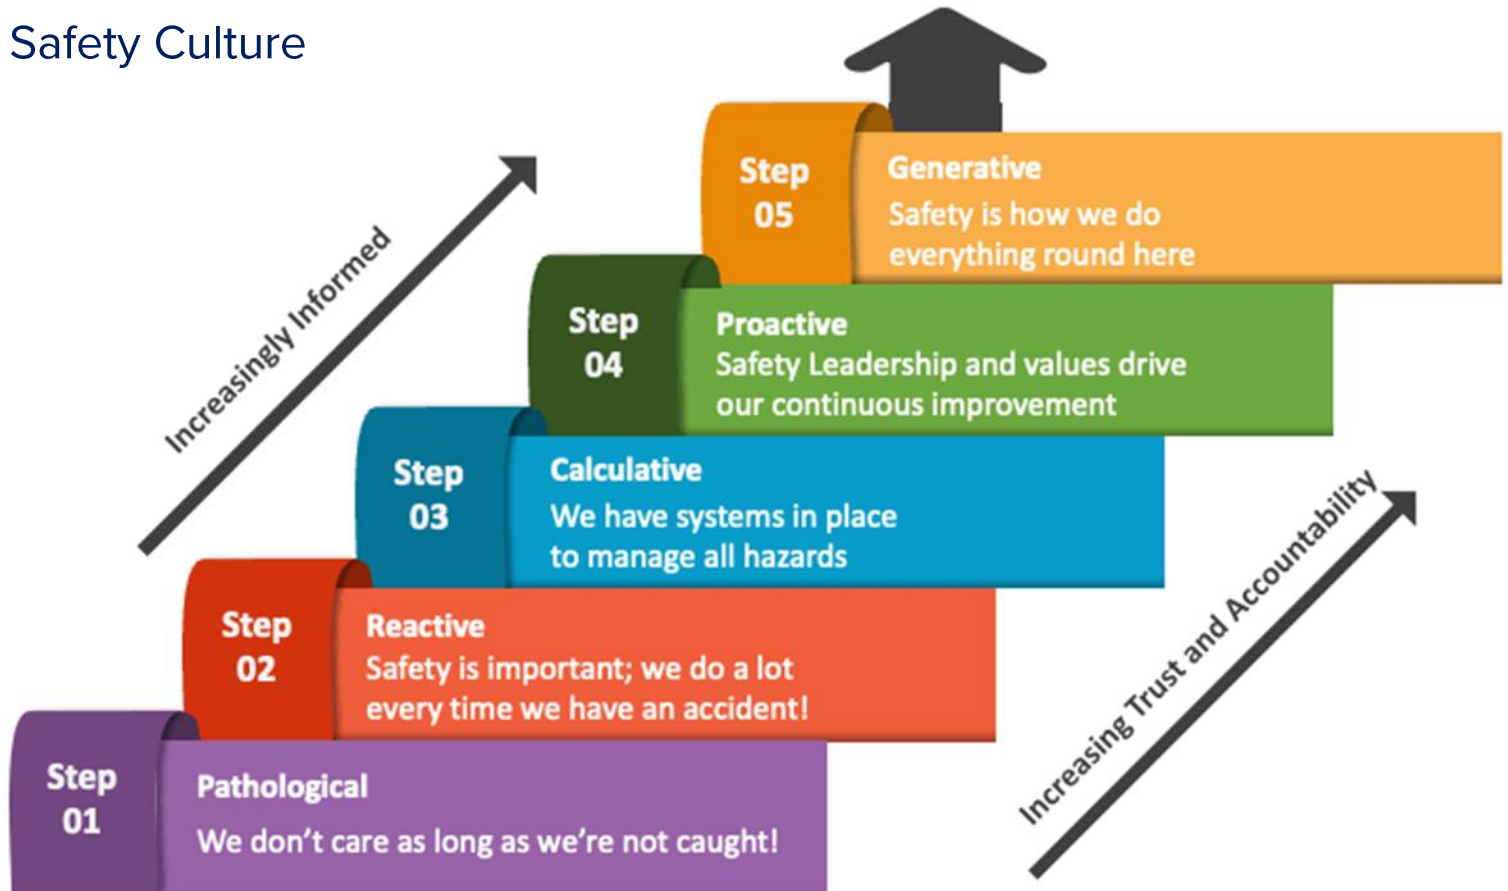 Safety Culture
Step
05
Generative
Safety is how we do
everything round here
Increasingly Informed
Step
04
Proactive
Safety Leadership and values drive
our continuous improvement
Step
03
Calculative
We have systems in place
to manage all hazards
Increasing Trust and Accountability
Step
02
Reactive
Safety is important; we do a lot
every time we have an accident!
Step
01
Pathological
We don’t care as long as we’re not caught!